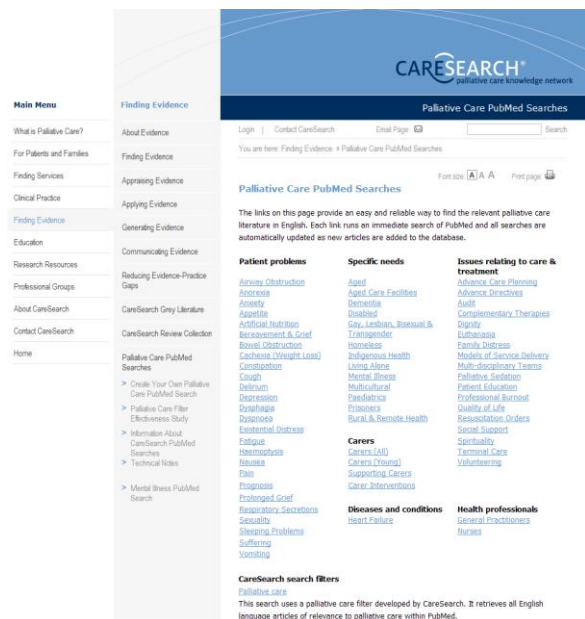 CARESEARCH®
palliative care knowledge network
Palliative Care PubMed Searches
Main Menu
What is Palliative Care?
For Patients and Families
Finding Services
Clinical Practice
Finding Evidence
Education
Research Resources
Professional Groups
About CareSearch
Contact CareSearch
Home
Finding Evidence
About Evidence
Finding Evidence
Appraising Evidence
Applying Evidence
Generating Evidence
Communicating Evidence
Reducing Evidence-Practice
Gaps
CareSearch Grey Literature
CareSearch Review Collection
Palliative Care PubMed
Searches
> Create Your Own Palliative
Care PubMed Search
> Palliative Care Filter
Effectiveness Study
> Information About
CareSearch PubMed
Searches
> Technical Notes
> Mental Illness PubMed
Search
Login | Contact CareSearch Email Page Search
You are here: Finding Evidence > Palliative Care PubMed Searches
Font size A A A Print page
Palliative Care PubMed Searches
The links on this page provide an easy and reliable way to find the relevant palliative care
literature in English. Each link runs an immediate search of PubMed and all searches are
automatically updated as new articles are added to the database.
Patient problems
Airway Obstruction
Anorexia
Anxiety
Appetite
Artificial Nutrition
Bereavement & Grief
Bowel Obstruction
Cachexia (Weight Loss)
Constipation
Cough
Delirium
Depression
Dysphagia
Dyspnoea
Existential Distress
Fatigue
Haemoptysis
Nausea
Pain
Prognosis
Prolonged Grief
Respiratory Secretions
Sexuality
Sleeping Problems
Suffering
Vomiting
Specific needs
Aged
Aged Care Facilities
Dementia
Disabled
Gay, Lesbian, Bisexual &
Transgender
Homeless
Indigenous Health
Living Alone
Mental Illness
Multicultural
Paediatrics
Prisoners
Rural & Remote Health
Carers
Carers (All)
Carers (Young)
Supporting Carers
Carer Interventions
Diseases and conditions
Heart Failure
Issues relating to care &
treatment
Advance Care Planning
Advance Directives
Audit
Complementary Therapies
Dignity
Euthanasia
Family Distress
Models of Service Delivery
Multi-disciplinary Teams
Palliative Sedation
Patient Education
Professional Burnout
Quality of Life
Resuscitation Orders
Social Support
Spirituality
Terminal Care
Volunteering
Health professionals
General Practitioners
Nurses
CareSearch search filters
Palliative care
This search uses a palliative care filter developed by CareSearch. It retrieves all English
language articles of relevance to palliative care within PubMed.